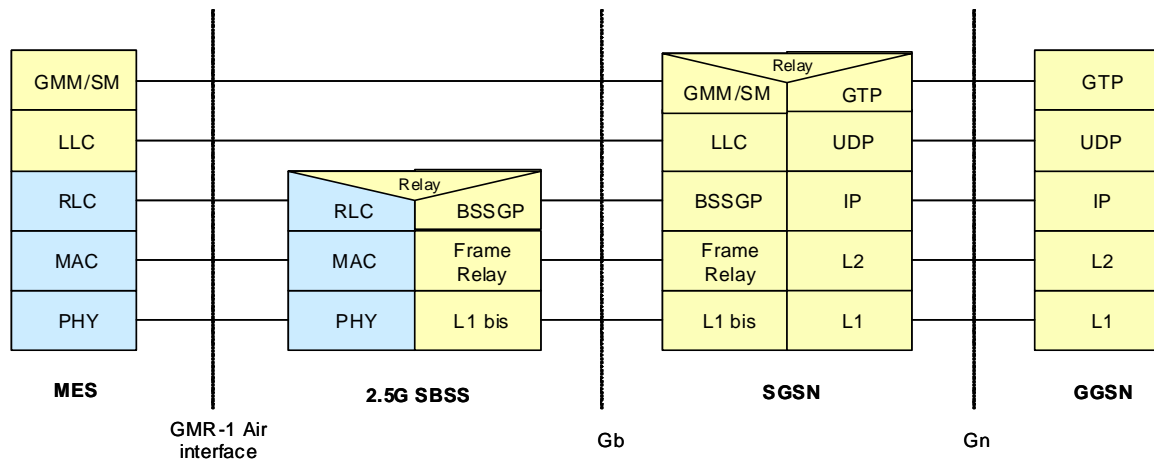 Relay
GMM/SM
GMM/SM
GTP
GTP
LLC
LLC
UDP
UDP
Relay
RLC
RLC
BSSGP
BSSGP
IP
IP
MAC
MAC
Frame
Relay
Frame
Relay
L2
L2
PHY
PHY
L1 bis
L1 bis
L1
L1
MES
2.5G SBSS
SGSN
GGSN
GMR-1 Air
interface
Gb
Gn